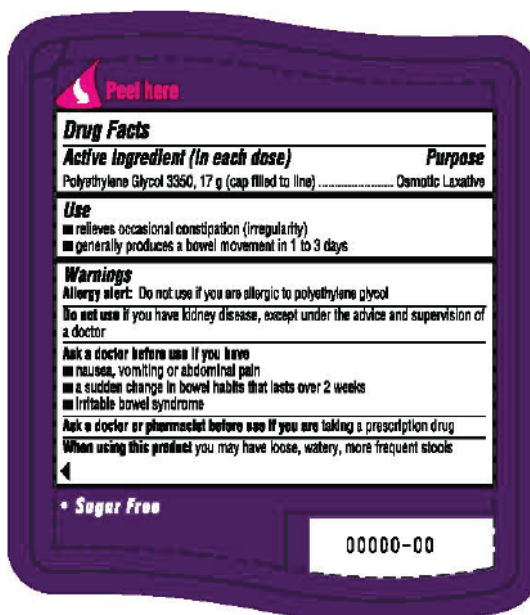 Peel here
Drug Facts
Active ingredient (in each dose) Purpose
Polyethylene Glycol 3350, 17 g (cap filled to line) ........................ Osmotic Laxative
Use
■ relieves occasional constipation (irregularity)
■ generally produces a bowel movement in 1 to 3 days
Warnings
Allergy alert: Do not use if you are allergic to polyethylene glycol
Do not use if you have kidney disease, except under the advice and supervision of
a doctor
Ask a doctor before use if you have
■ nausea, vomiting or abdominal pain
■ a sudden change in bowel habits that lasts over 2 weeks
■ irritable bowel syndrome
Ask a doctor or pharmacist before use if you are taking a prescription drug
When using this product you may have loose, watery, more frequent stools
• Sugar Free
00000-00